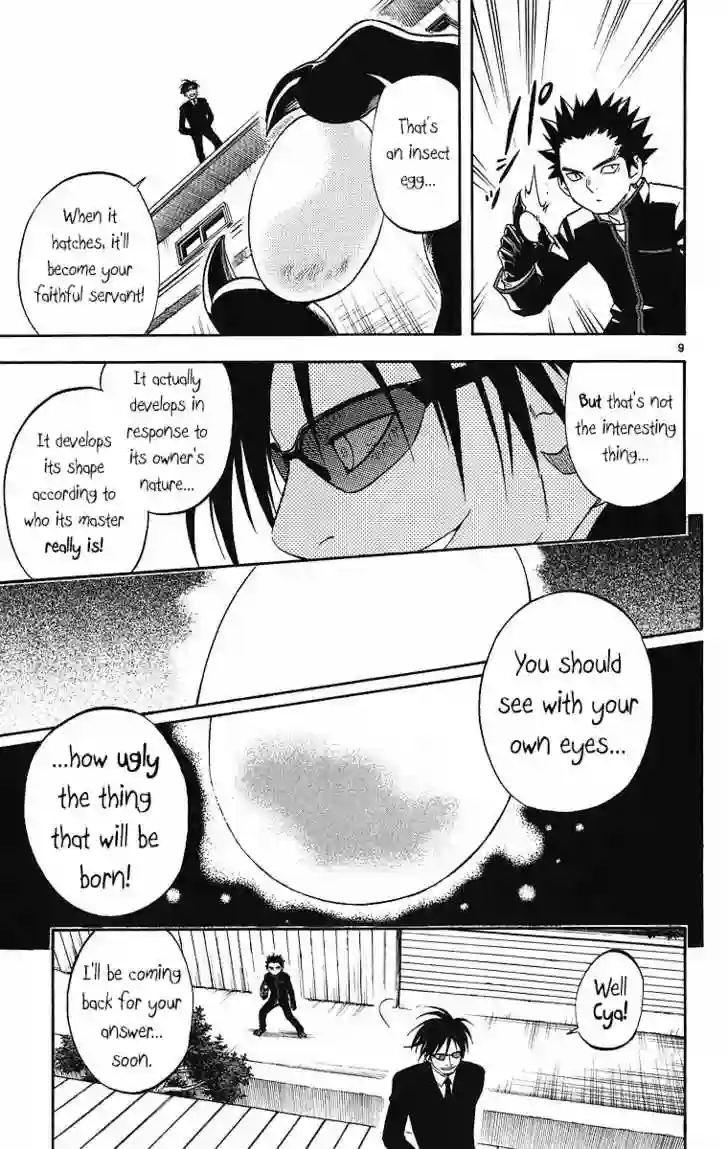 That's
an insect
egg...
When it
hatches, it'll
become your
faithful servant!
9
But that's not
the interesting
thing...
It actually
develops in
response to
its owner's
nature...
It develops
its shape
according to
who its master
really is!
You should
see with your
own eyes...
...how ugly
the thing
that will be
born!
Well
Cya!
I'll be coming
back for your
answer...
soon.